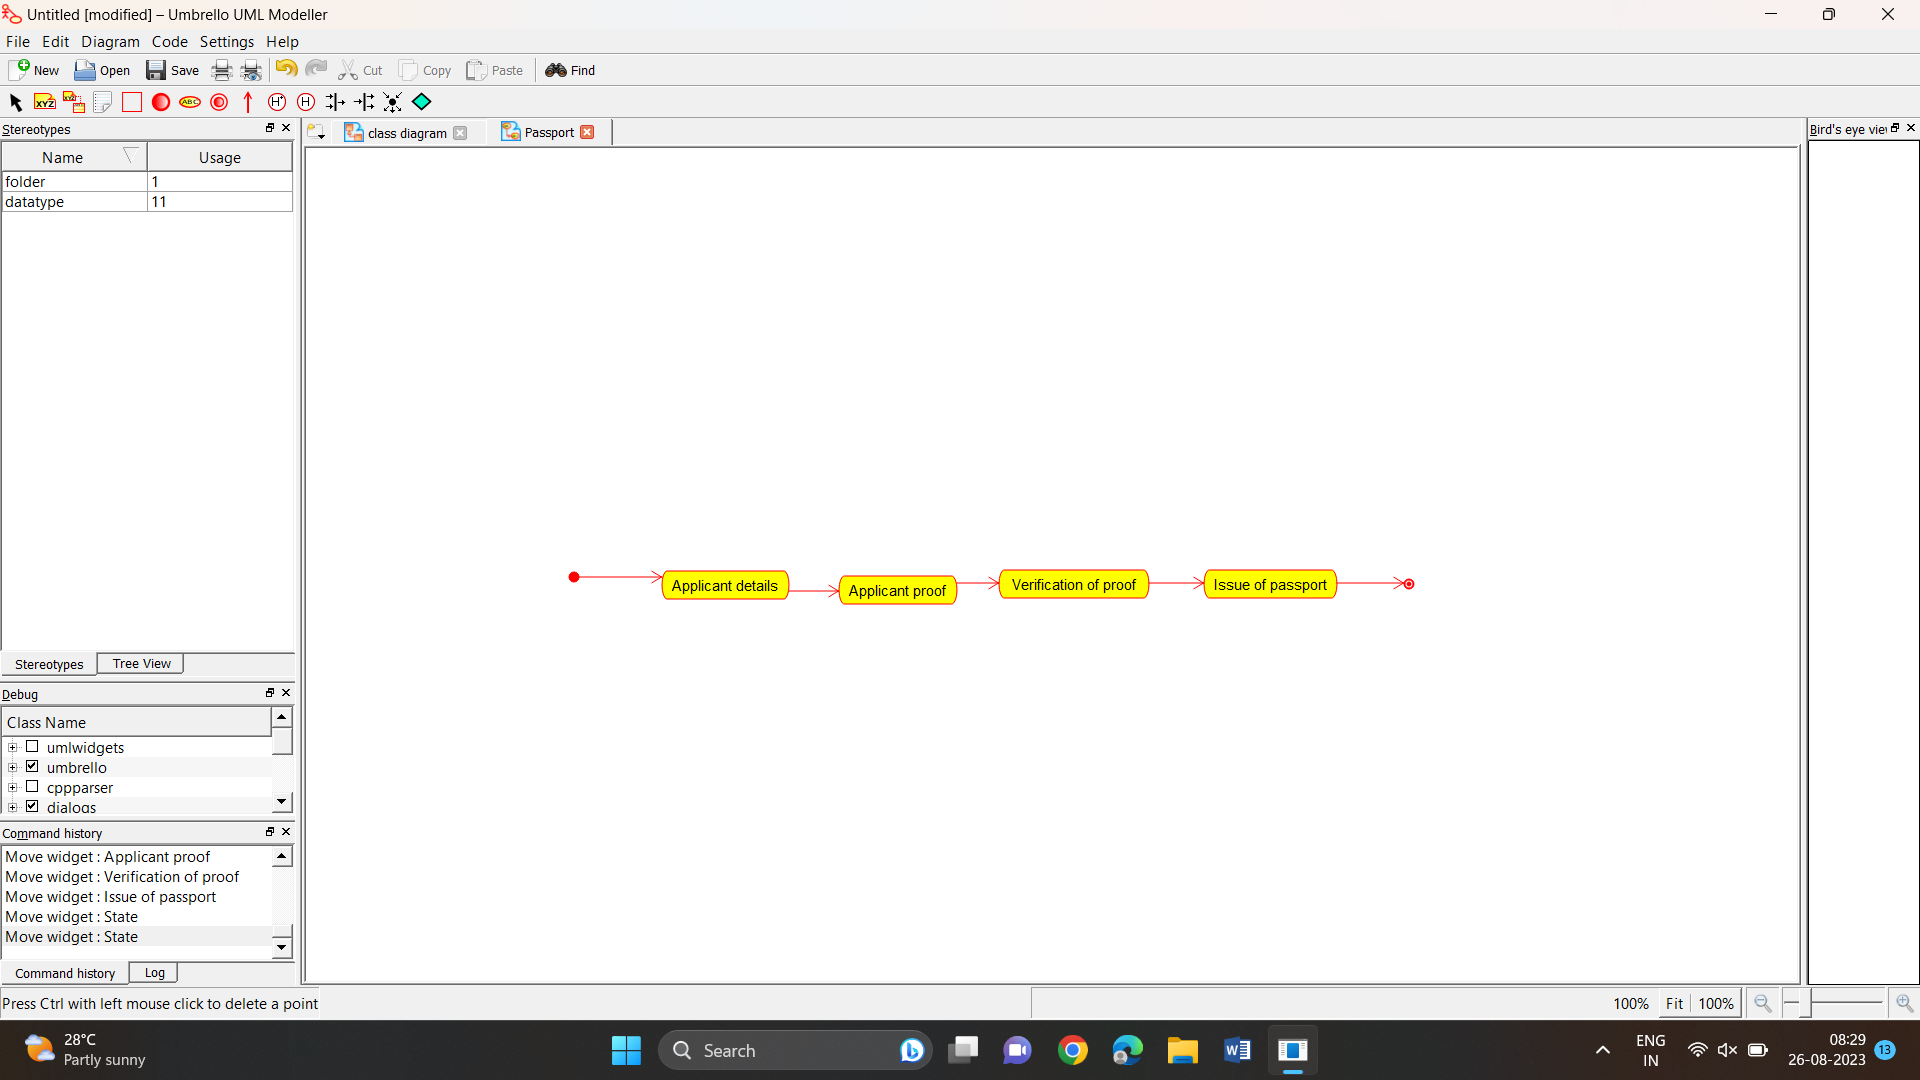 Untitled [modified] – Umbrello UML Modeller
File Edit Diagram Code Settings Help
New Open Save Cut Copy Paste Find
XYZ XYZ ABC H* H
Stereotypes
Name Usage
folder 1
datatype 11
Stereotypes Tree View
Debug
Class Name
umlwidgets
umbrello
cppparser
dialogs
Command history
Move widget : Applicant proof
Move widget : Verification of proof
Move widget : Issue of passport
Move widget : State
Move widget : State
Command history Log
Press Ctrl with left mouse click to delete a point
class diagram Passport
Applicant details
Applicant proof
Verification of proof
Issue of passport
Bird's eye vie
100% Fit 100%
28°C
Partly sunny
Search
ENG
IN
08:29
26-08-2023
13